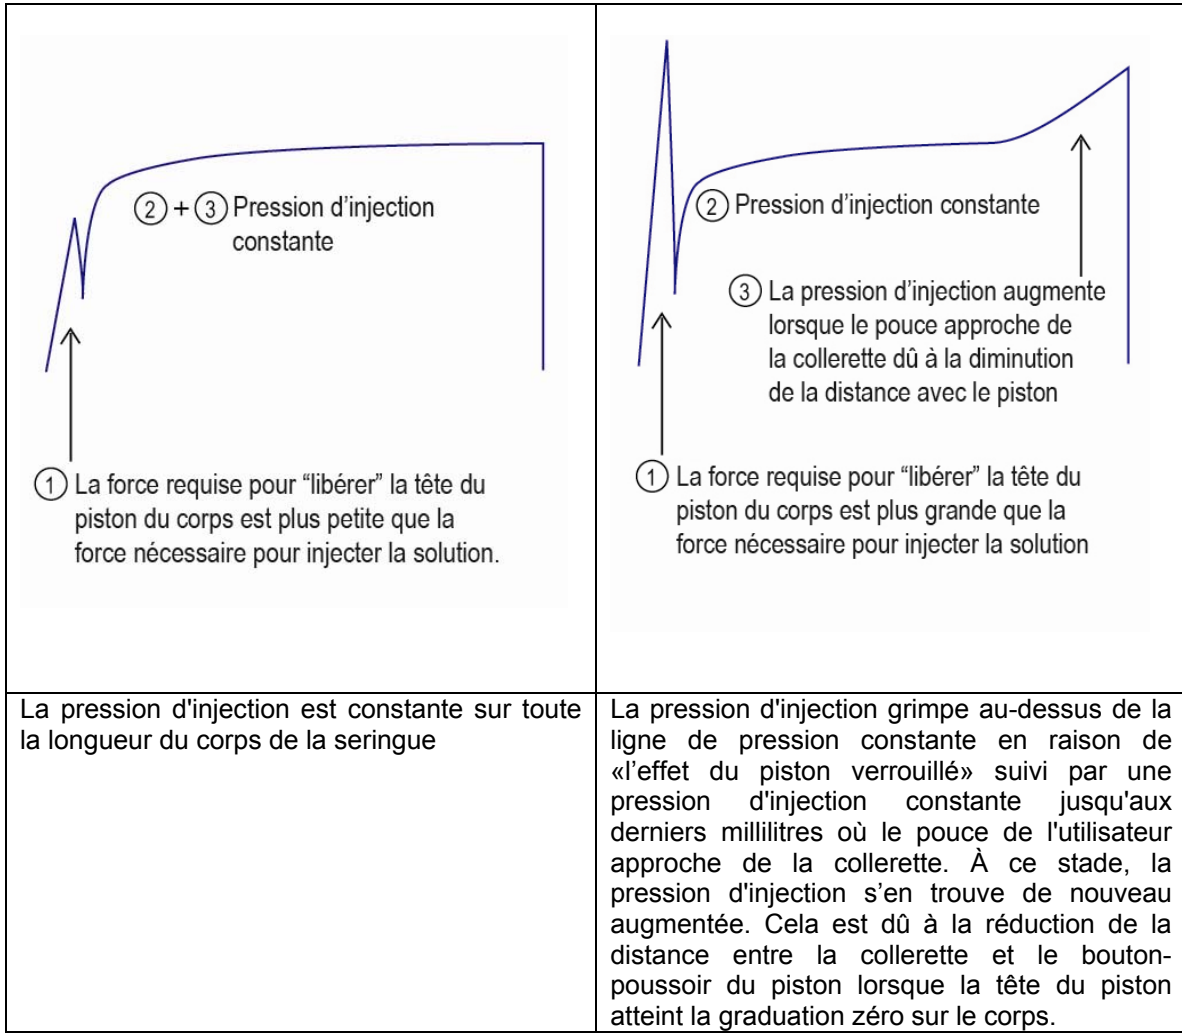 ② + ③ Pression d’injection
constante
① La force requise pour “libérer” la tête du
piston du corps est plus petite que la
force nécessaire pour injecter la solution.
② Pression d’injection constante
③ La pression d’injection augmente
lorsque le pouce approche de
la collerette dû à la diminution
de la distance avec le piston
① La force requise pour “libérer” la tête du
piston du corps est plus grande que la
force nécessaire pour injecter la solution
La pression d'injection est constante sur toute
la longueur du corps de la seringue
La pression d'injection grimpe au-dessus de la
ligne de pression constante en raison de
«l’effet du piston verrouillé» suivi par une
pression d'injection constante jusqu'aux
derniers millilitres où le pouce de l'utilisateur
approche de la collerette. À ce stade, la
pression d'injection s’en trouve de nouveau
augmentée. Cela est dû à la réduction de la
distance entre la collerette et le bouton-
poussoir du piston lorsque la tête du piston
atteint la graduation zéro sur le corps.